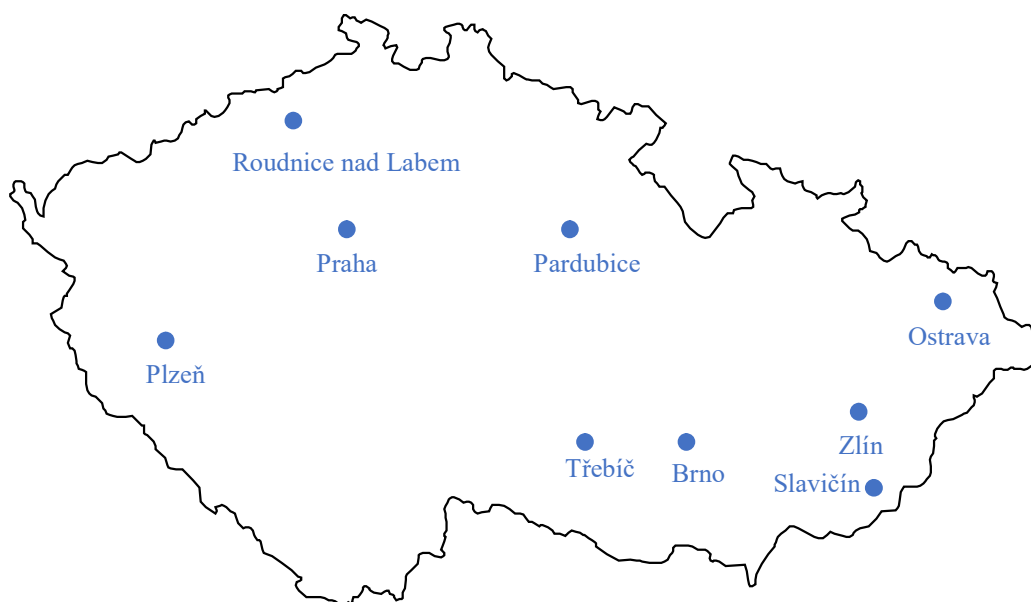 Roudnice nad Labem
Praha
Pardubice
Ostrava
Plzeň
Zlín
Třebíč
Brno
Slavičín